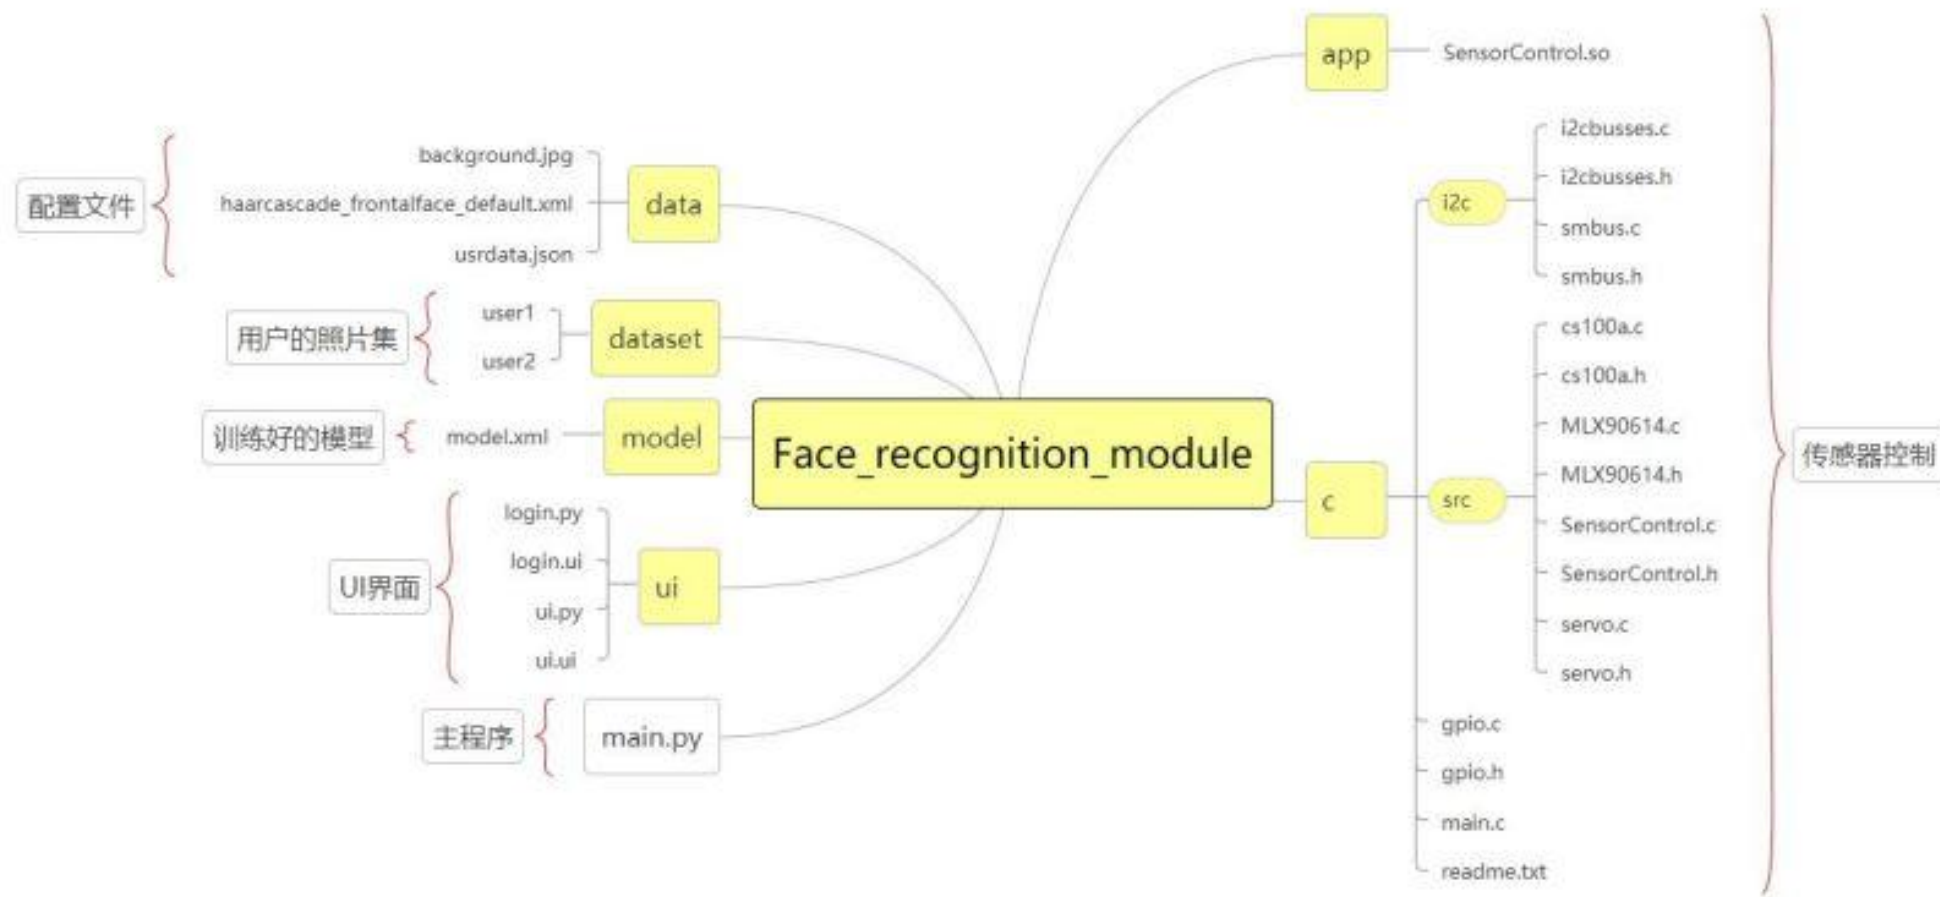 Face_recognition_module
配置文件
background.jpg
haarcascade_frontalface_default.xml
usrdata.json
data
用户的照片集
user1
user2
dataset
训练好的模型
model.xml
model
UI界面
login.py
login.ui
ui.py
ui.ui
ui
主程序
main.py
app
SensorControl.so
c
i2c
i2cbusses.c
i2cbusses.h
smbus.c
smbus.h
src
cs100a.c
cs100a.h
MLX90614.c
MLX90614.h
SensorControl.c
SensorControl.h
servo.c
servo.h
gpio.c
gpio.h
main.c
readme.txt
传感器控制